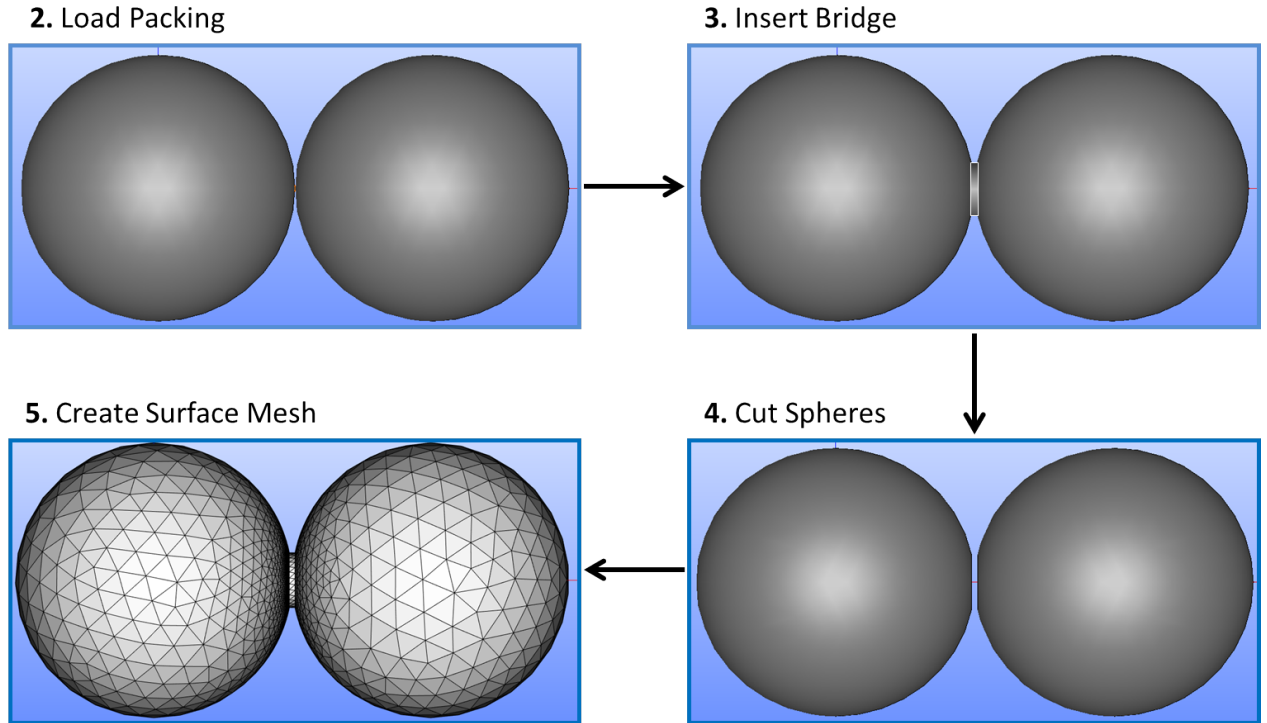 2. Load Packing
3. Insert Bridge
5. Create Surface Mesh
4. Cut Spheres